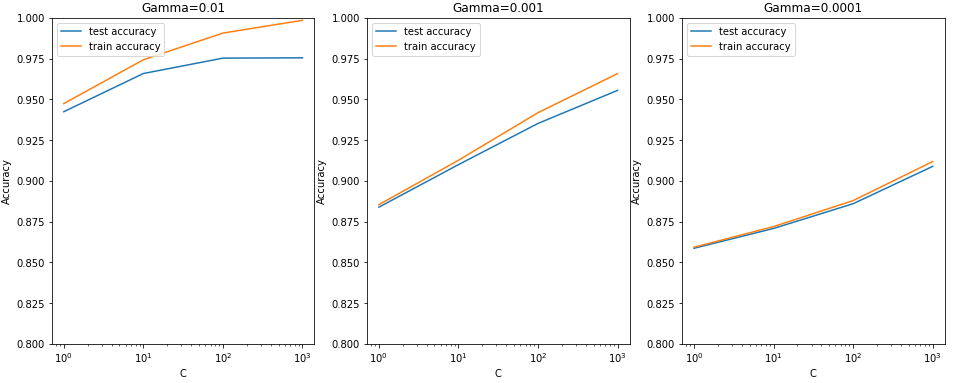 Gamma=0.01
1.000
0.975
0.950
0.925
0.900
0.875
0.850
0.825
0.800
Accuracy
test accuracy
train accuracy
10⁰ 10¹ 10² 10³
C
Gamma=0.001
1.000
0.975
0.950
0.925
0.900
0.875
0.850
0.825
0.800
Accuracy
test accuracy
train accuracy
10⁰ 10¹ 10² 10³
C
Gamma=0.0001
1.000
0.975
0.950
0.925
0.900
0.875
0.850
0.825
0.800
Accuracy
test accuracy
train accuracy
10⁰ 10¹ 10² 10³
C